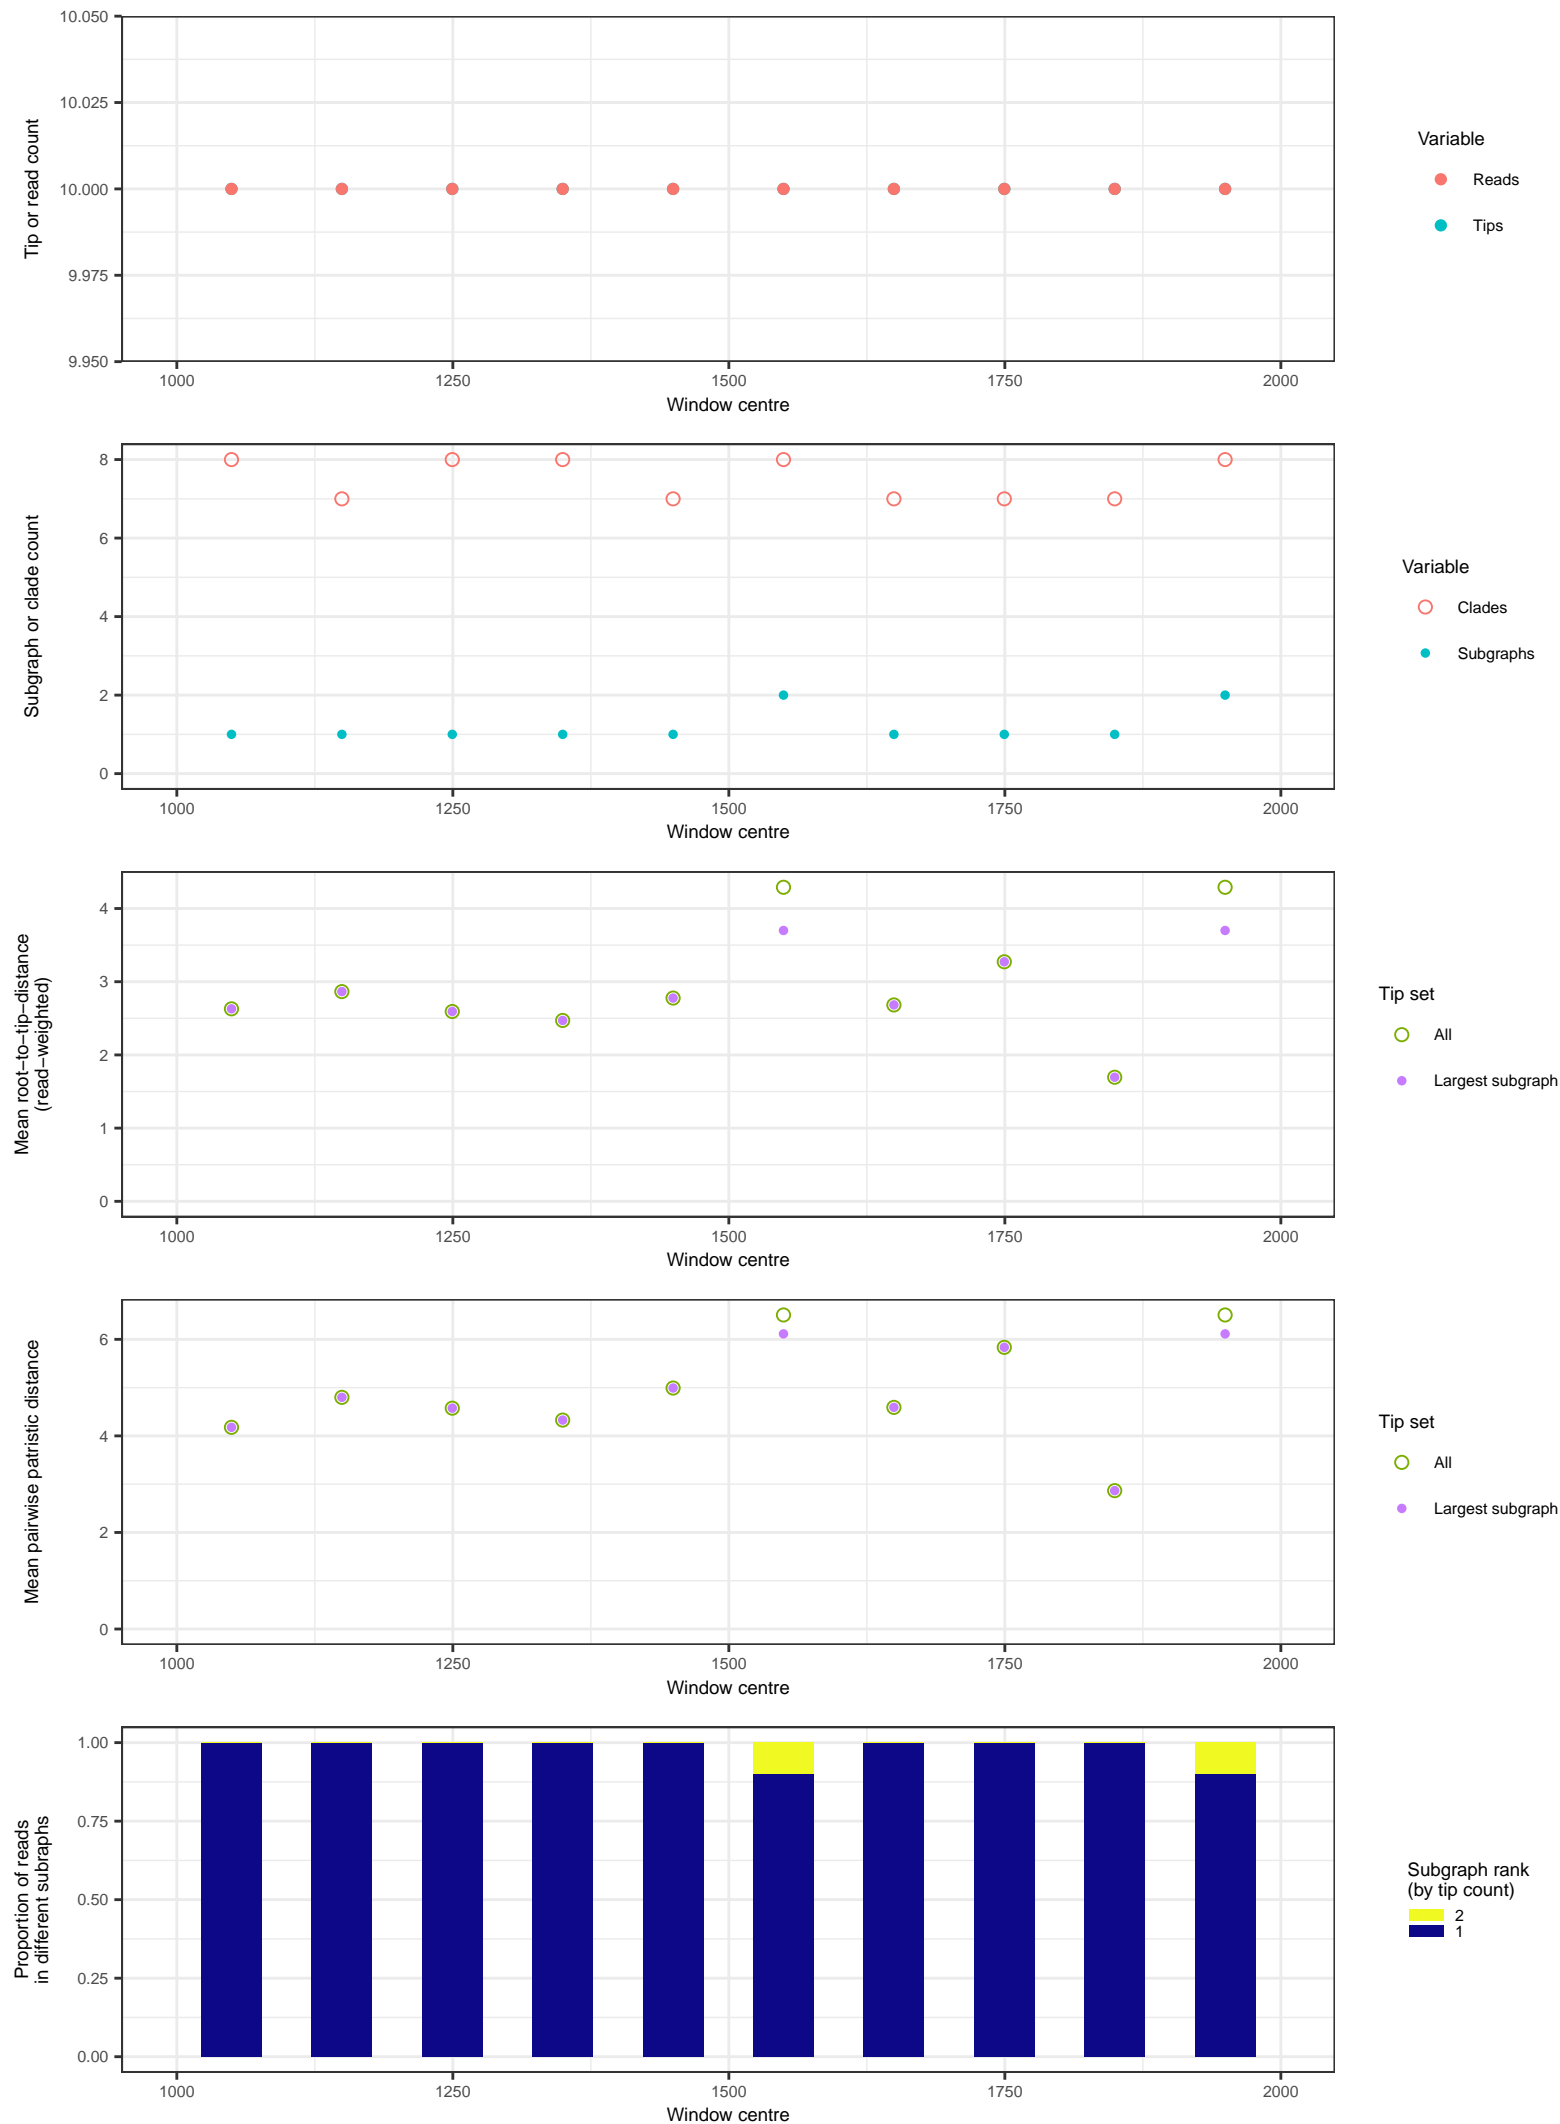 10.050
10.025
10.000
9.975
9.950
Tip or read count
1000 1250 1500 1750 2000
Window centre
Variable
Reads
Tips
8
6
4
2
0
Subgraph or clade count
1000 1250 1500 1750 2000
Window centre
Variable
Clades
Subgraphs
4
3
2
1
0
Mean root−to−tip−distance
(read−weighted)
1000 1250 1500 1750 2000
Window centre
Tip set
All
Largest subgraph
6
4
2
0
Mean pairwise patristic distance
1000 1250 1500 1750 2000
Window centre
Tip set
All
Largest subgraph
1.00
0.75
0.50
0.25
0.00
Proportion of reads
in different subraphs
1000 1250 1500 1750 2000
Window centre
Subgraph rank
(by tip count)
2
1